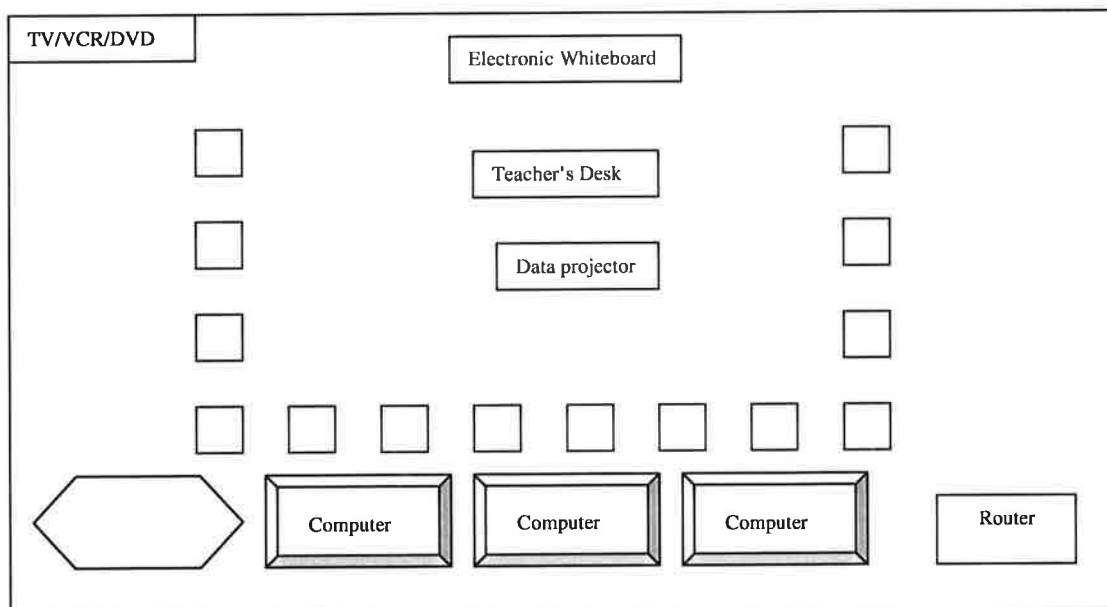 TV/VCR/DVD
Electronic Whiteboard
Teacher's Desk
Data projector
Computer
Computer
Computer
Router